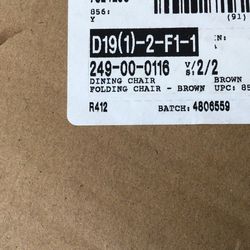 856:
Y (91)
D19(1)-2-F1-1 IN:
249-00-0116 V/S: 2/2
DINING CHAIR BROWN
FOLDING CHAIR - BROWN UPC: 85
R412 BATCH: 4806559